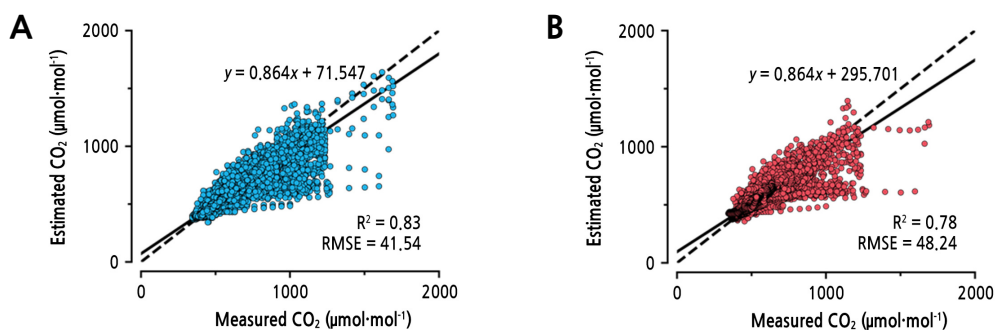 A
2000
1000
0
Estimated CO₂ (µmol·mol⁻¹)
y = 0.864x + 71.547
R² = 0.83
RMSE = 41.54
0
1000
2000
Measured CO₂ (µmol·mol⁻¹)
B
2000
1000
0
Estimated CO₂ (µmol·mol⁻¹)
y = 0.864x + 295.701
R² = 0.78
RMSE = 48.24
0
1000
2000
Measured CO₂ (µmol·mol⁻¹)